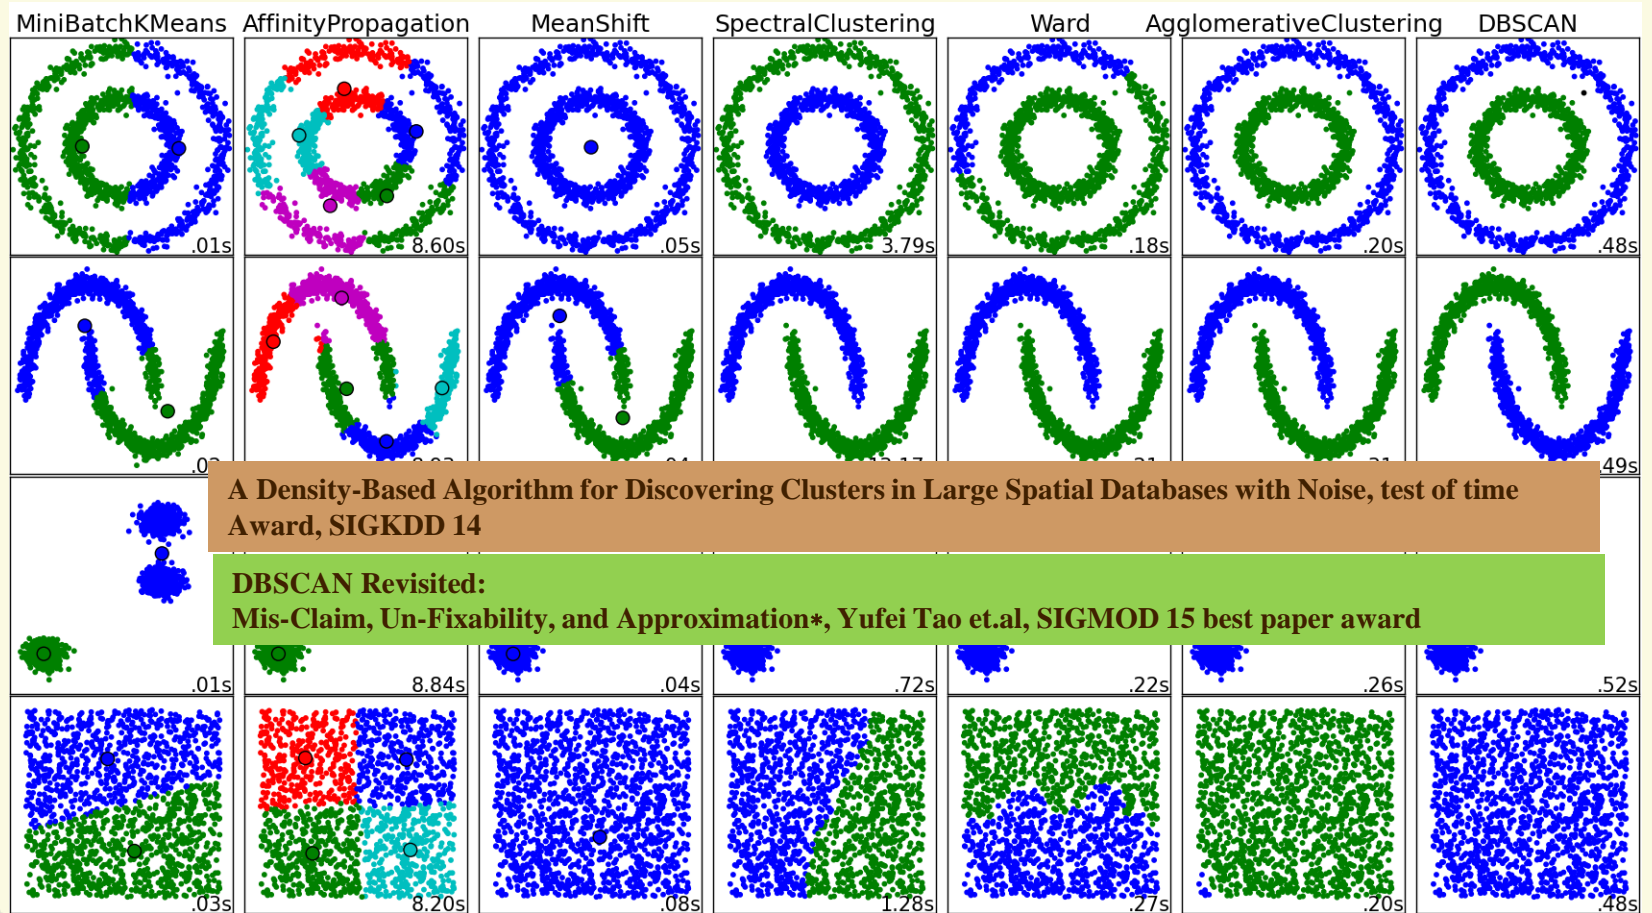 MiniBatchKMeans AffinityPropagation MeanShift SpectralClustering Ward AgglomerativeClustering DBSCAN
.01s 8.60s .05s 3.79s .18s .20s .48s
.49s
A Density-Based Algorithm for Discovering Clusters in Large Spatial Databases with Noise, test of time
Award, SIGKDD 14
DBSCAN Revisited:
Mis-Claim, Un-Fixability, and Approximation*, Yufei Tao et.al, SIGMOD 15 best paper award
.01s 8.84s .04s .72s .22s .26s .52s
.03s 8.20s .08s 1.28s .27s .20s .48s